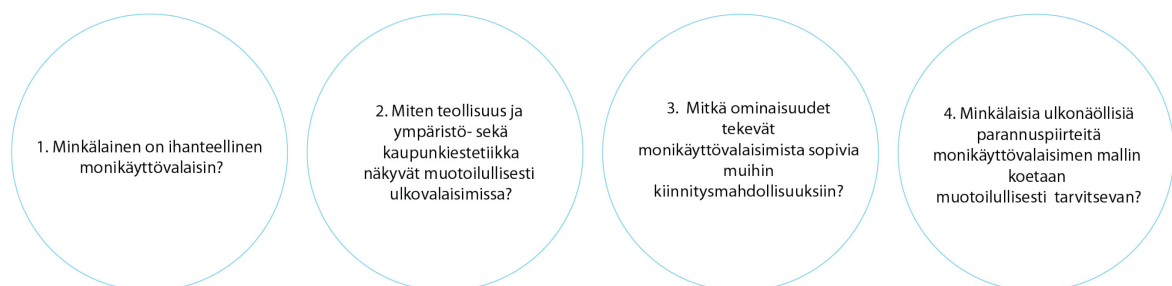 1. Minkälainen on ihanteellinen
monikäyttövalaisin?
2. Miten teollisuus ja
ympäristö- sekä
kaupunkiestetiikka
näkyvät muotoilullisesti
ulkovalaisimissa?
3. Mitkä ominaisuudet
tekevät
monikäyttövalaisimista sopivia
muihin
kiinnitysmahdollisuuksiin?
4. Minkälaisia ulkonäöllisiä
parannuspiirteitä
monikäyttövalaisimen mallin
koetaan
muotoilullisesti tarvitsevan?